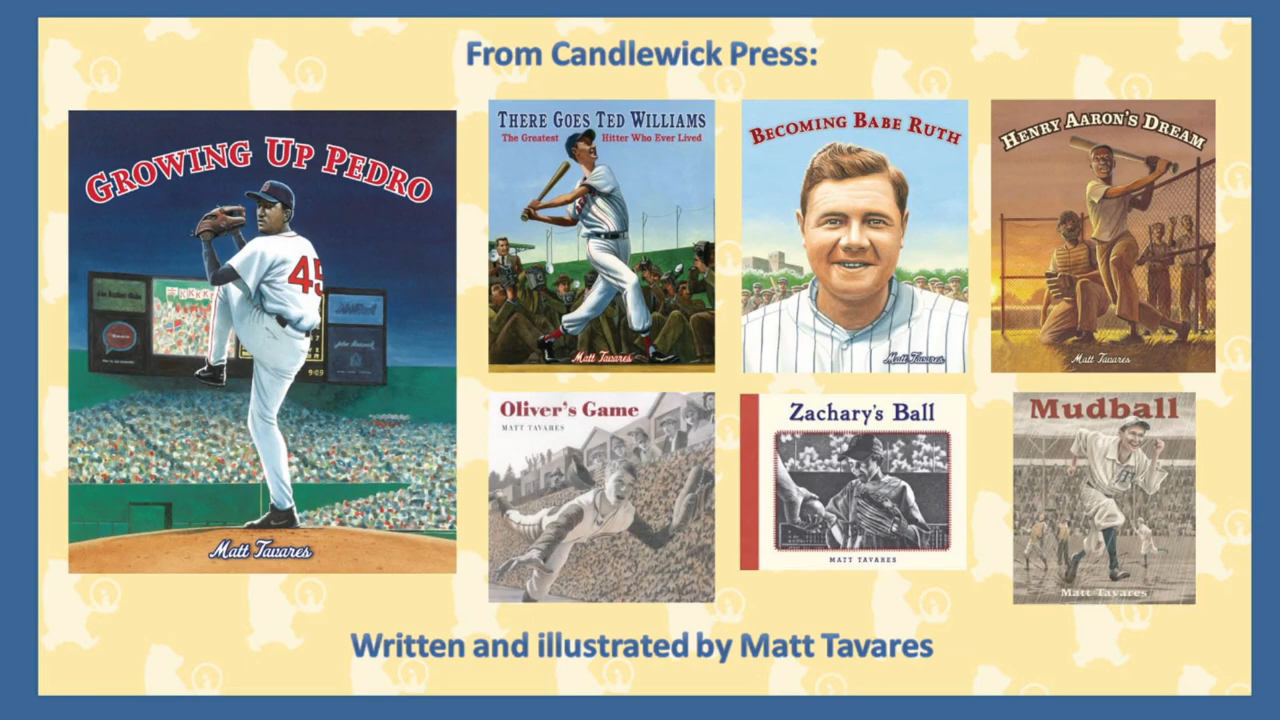 From Candlewick Press:
GROWING UP PEDRO
45
9:09
Matt Tavares
THERE GOES TED WILLIAMS
The Greatest Hitter Who Ever Lived
Matt Tavares
BECOMING BABE RUTH
Matt Tavares
HENRY AARON'S DREAM
Matt Tavares
Oliver's Game
MATT TAVARES
Zachary's Ball
MATT TAVARES
Mudball
Matt Tavares
Written and illustrated by Matt Tavares